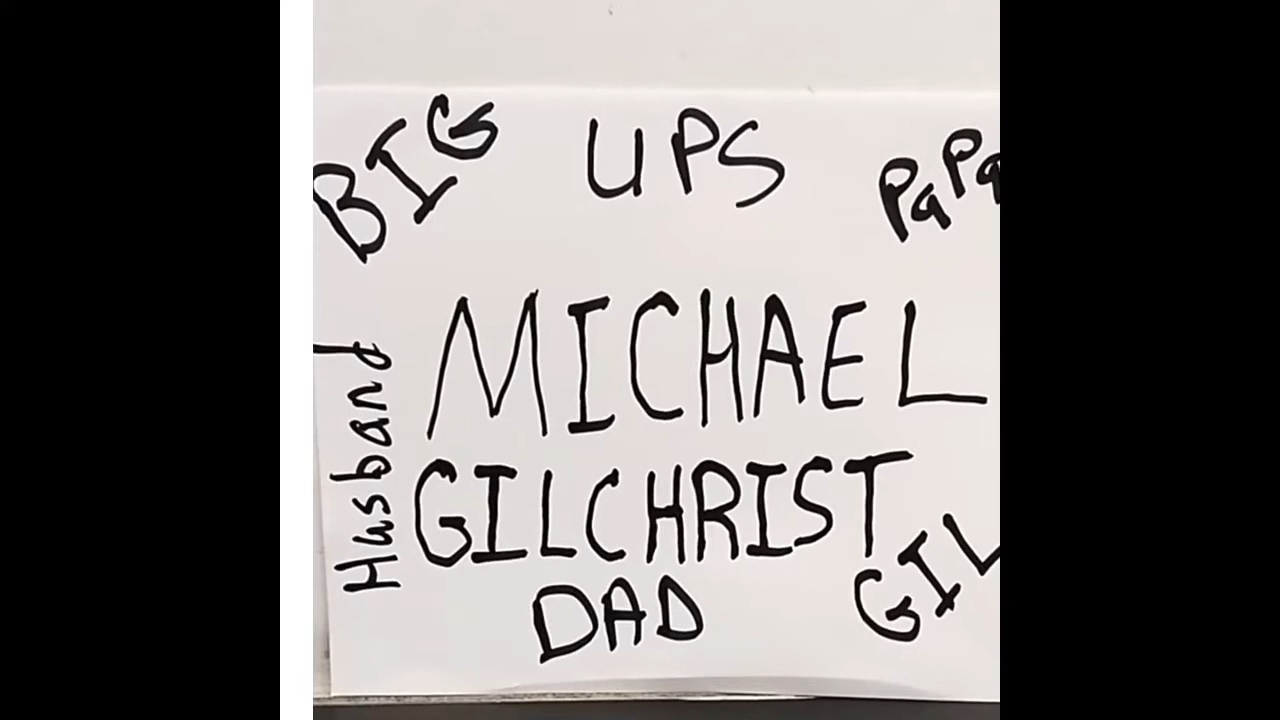 BIG UPS PaPa
MICHAEL
Husband
GILCHRIST
DAD
GIL